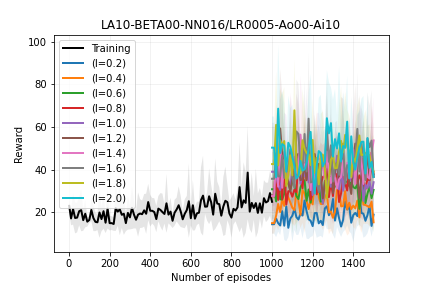 LA10-BETA00-NN016/LR0005-Ao00-Ai10
100
80
60
40
20
Reward
Training
(l=0.2)
(l=0.4)
(l=0.6)
(l=0.8)
(l=1.0)
(l=1.2)
(l=1.4)
(l=1.6)
(l=1.8)
(l=2.0)
0 200 400 600 800 1000 1200 1400
Number of episodes